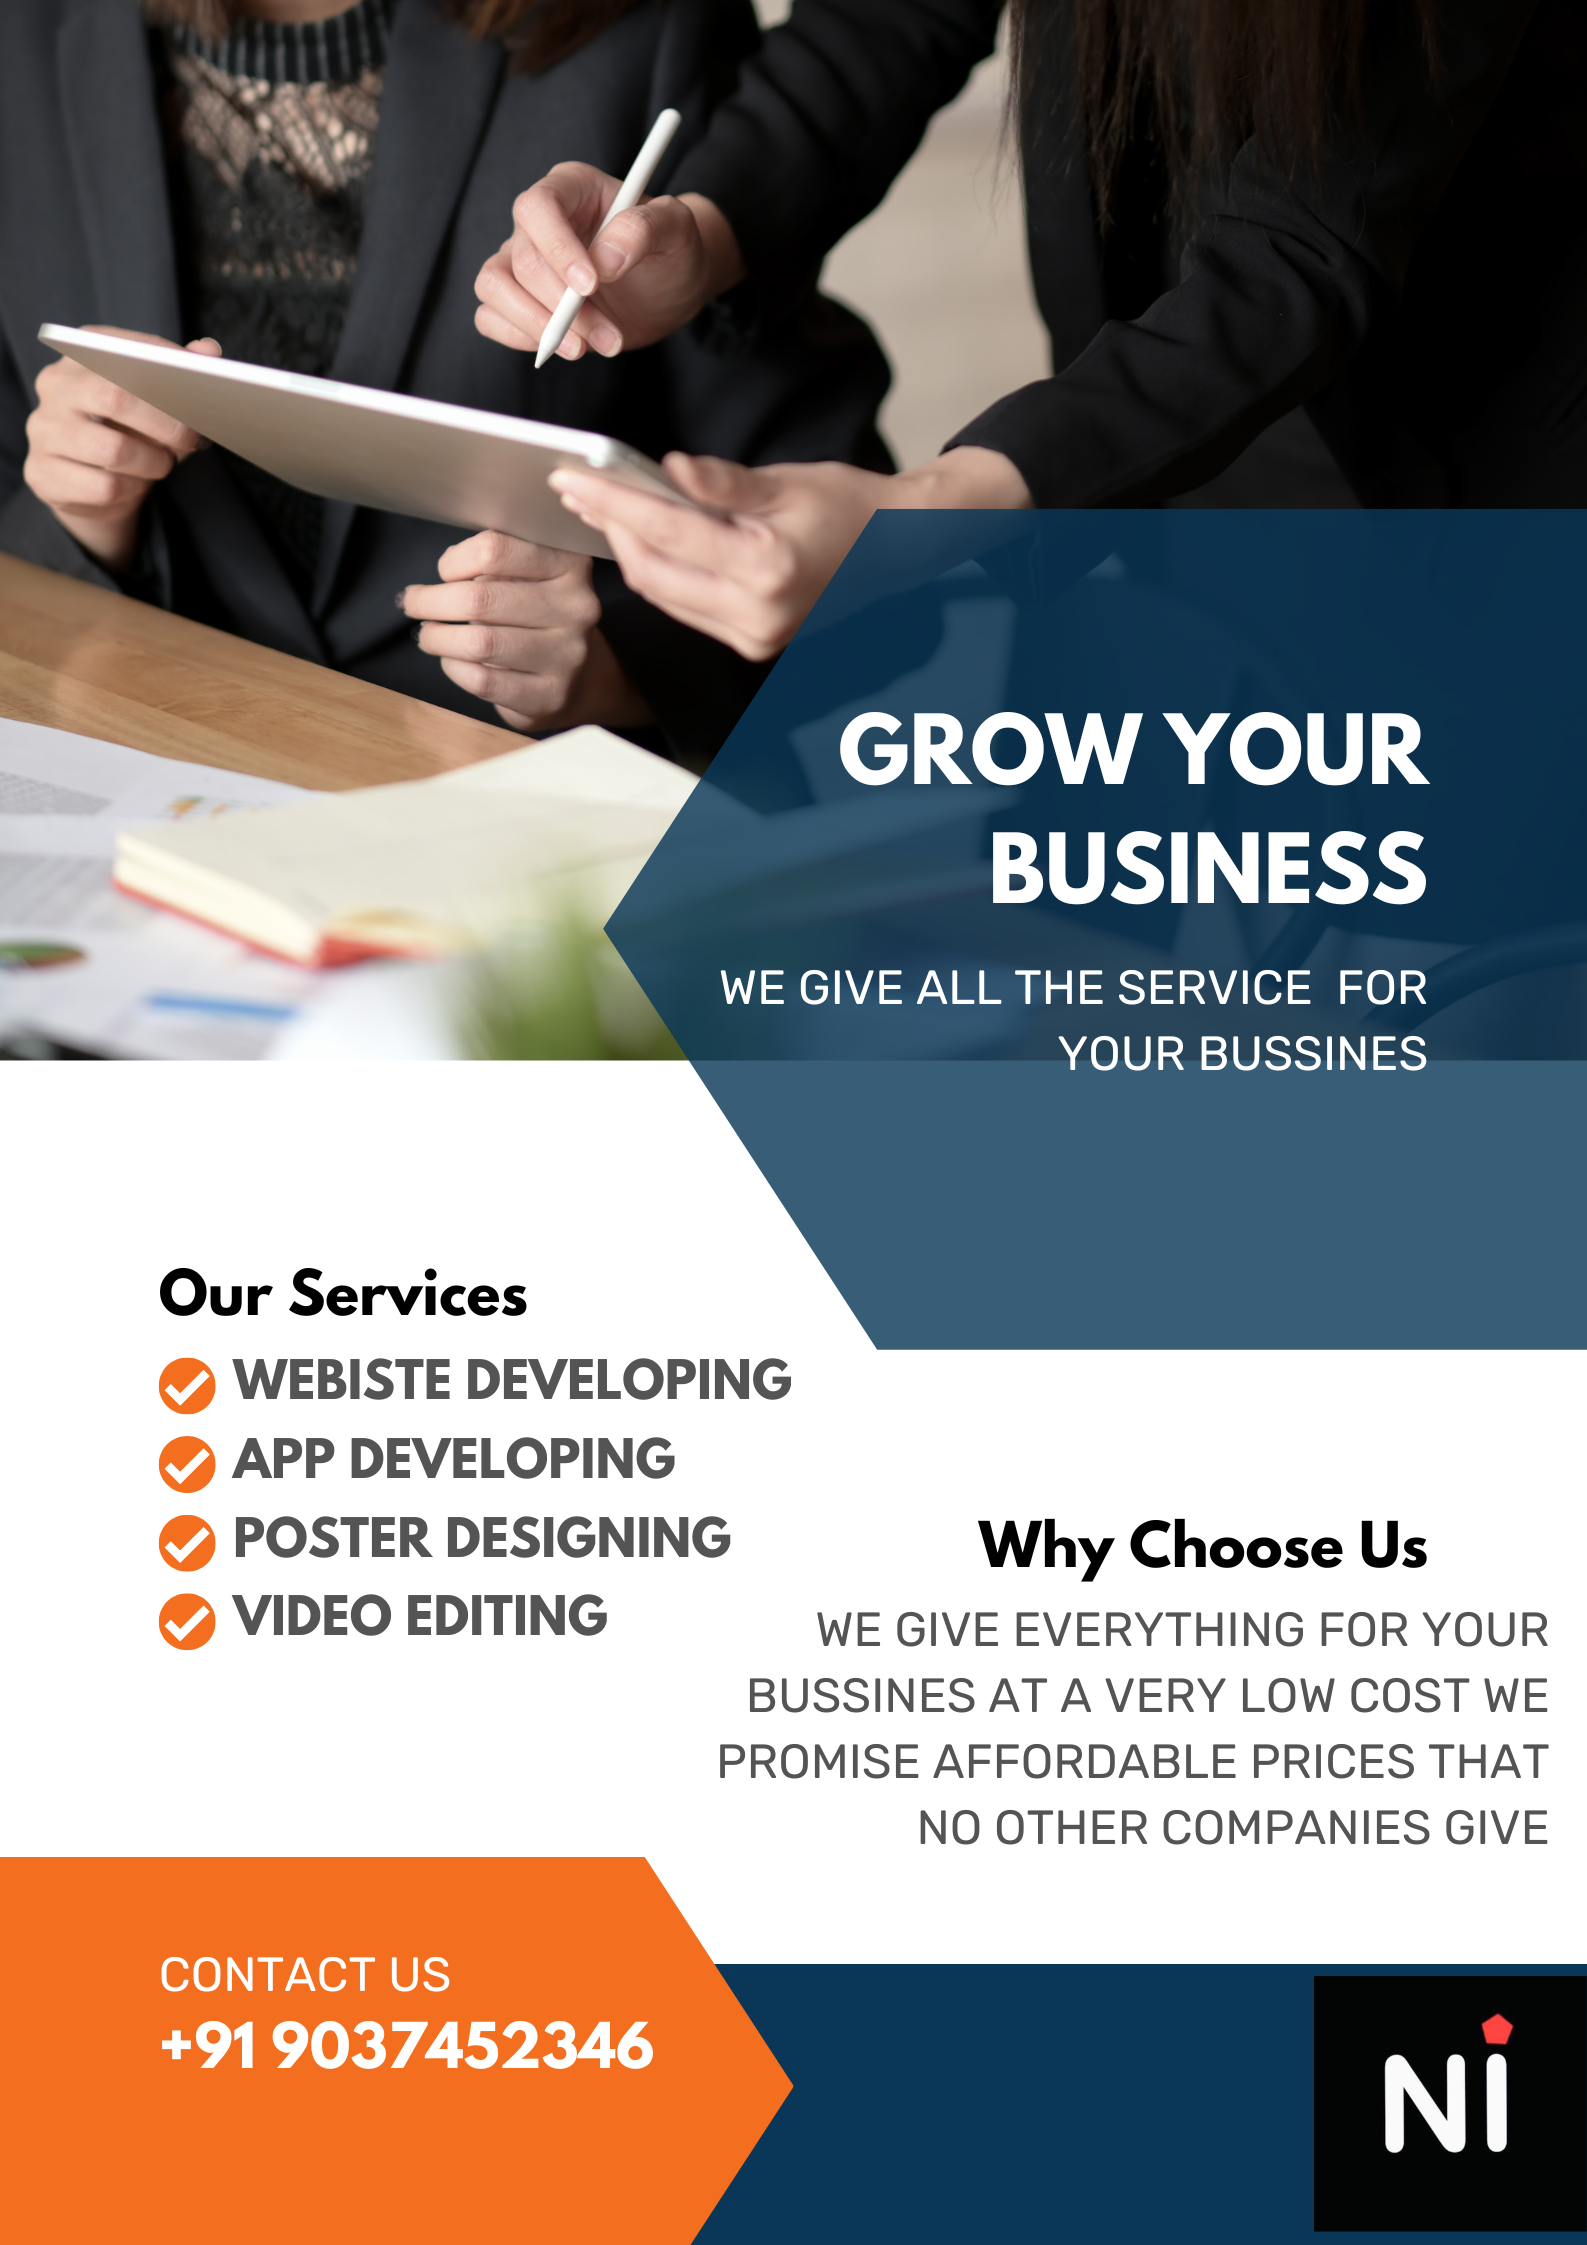 GROW YOUR
BUSINESS
WE GIVE ALL THE SERVICE  FOR
YOUR BUSSINES
Our Services
WEBISTE DEVELOPING
APP DEVELOPING
POSTER DESIGNING
VIDEO EDITING
Why Choose Us
WE GIVE EVERYTHING FOR YOUR
BUSSINES AT A VERY LOW COST WE
PROMISE AFFORDABLE PRICES THAT
NO OTHER COMPANIES GIVE
CONTACT US
+91 9037452346
Ni